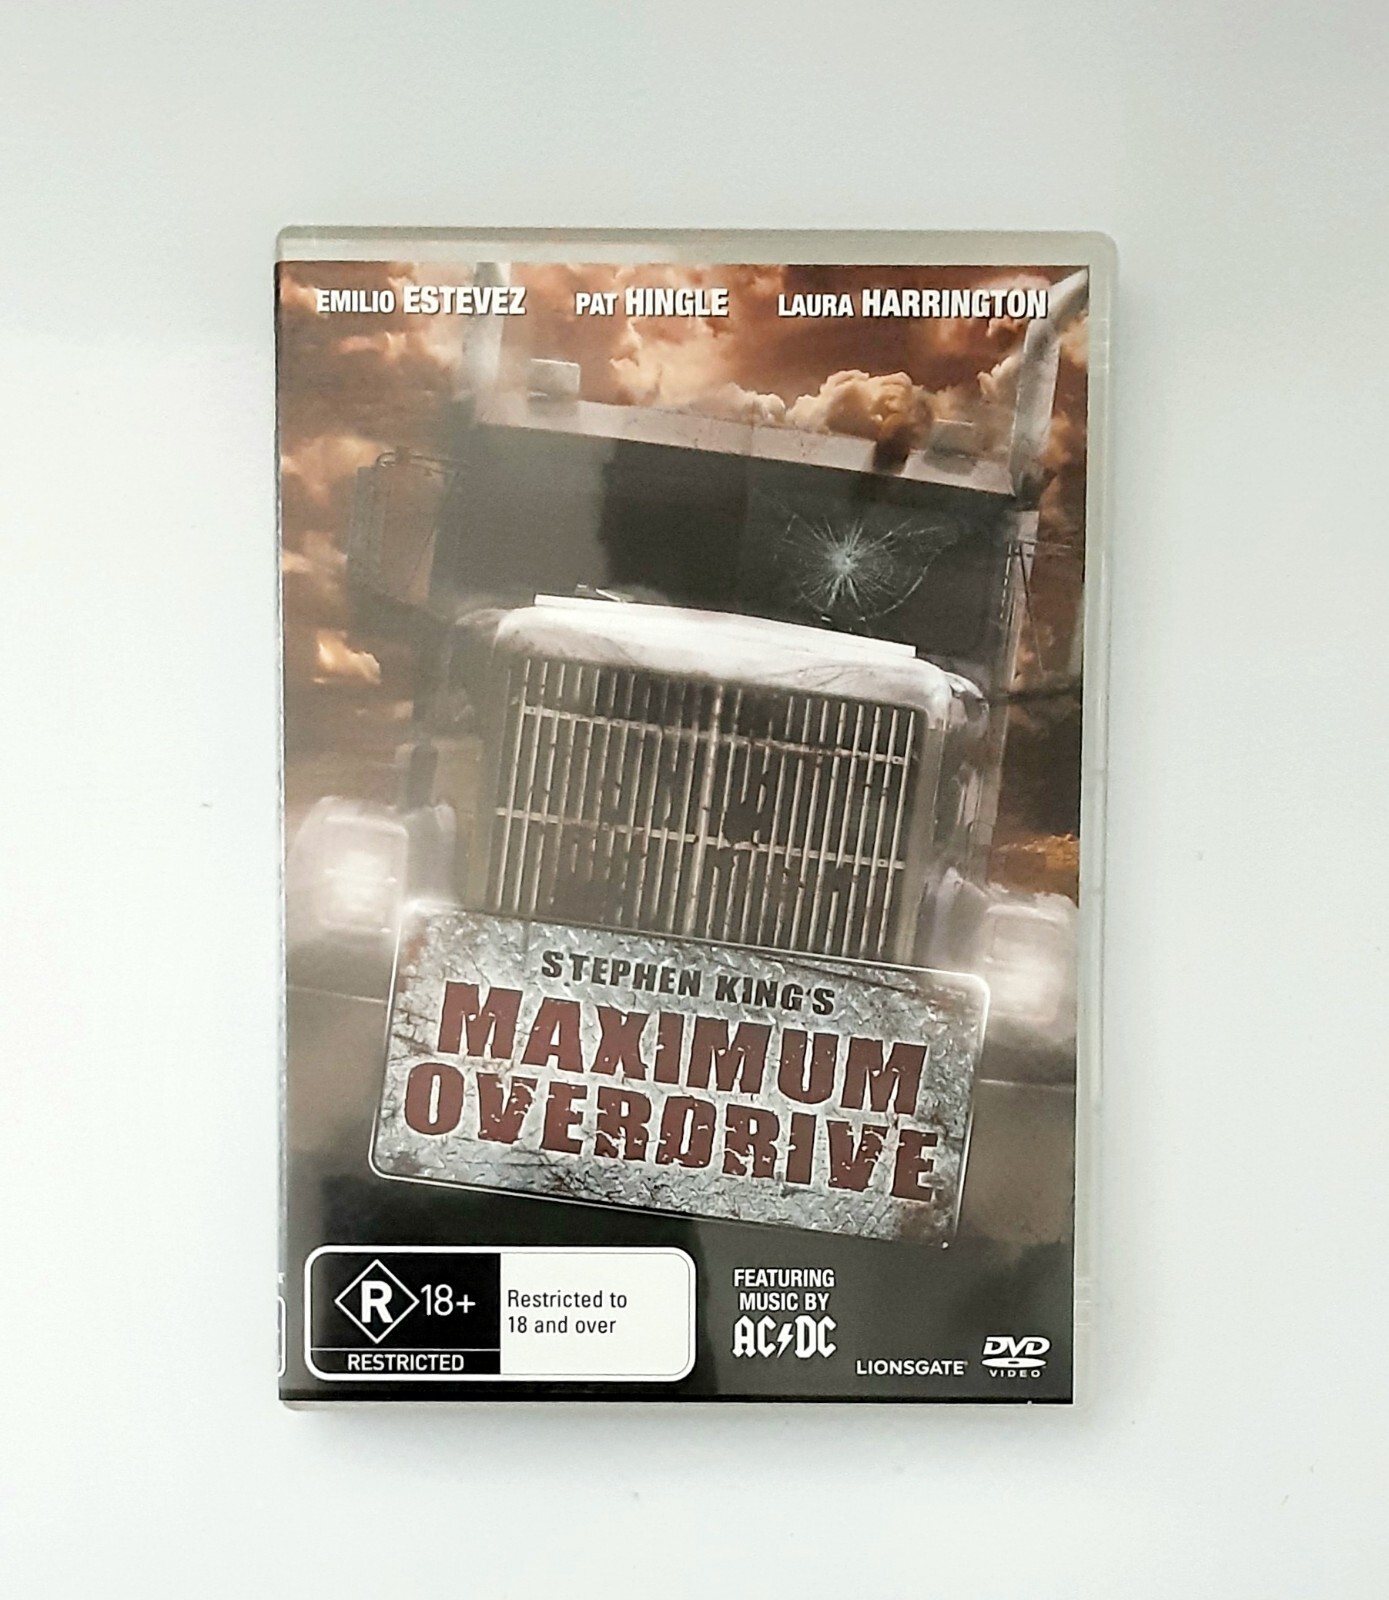 EMILIO ESTEVEZ PAT HINGLE LAURA HARRINGTON
STEPHEN KING'S
MAXIMUM
OVERDRIVE
R 18+
RESTRICTED
Restricted to
18 and over
FEATURING
MUSIC BY
AC DC
LIONSGATE
DVD
VIDEO